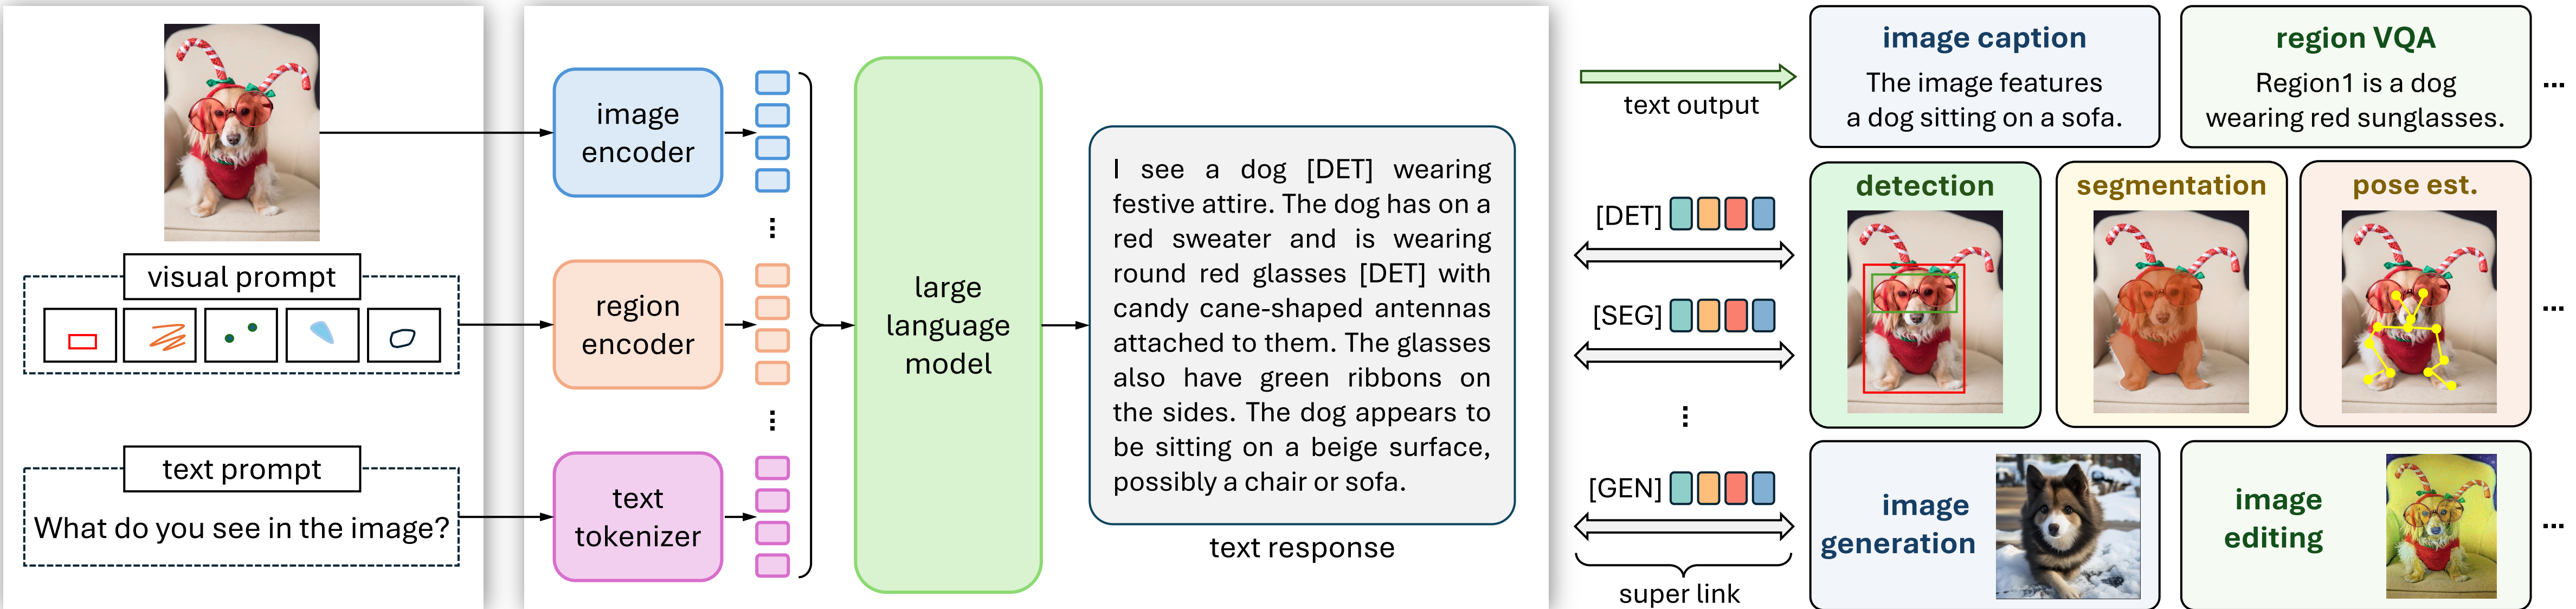 visual prompt
text prompt
What do you see in the image?
image
encoder
region
encoder
text
tokenizer
large
language
model
I see a dog [DET] wearing
festive attire. The dog has on a
red sweater and is wearing
round red glasses [DET] with
candy cane-shaped antennas
attached to them. The glasses
also have green ribbons on
the sides. The dog appears to
be sitting on a beige surface,
possibly a chair or sofa.
text response
text output
[DET]
[SEG]
[GEN]
super link
image caption
The image features
a dog sitting on a sofa.
region VQA
Region1 is a dog
wearing red sunglasses.
...
detection
segmentation
pose est.
...
image
generation
image
editing
...